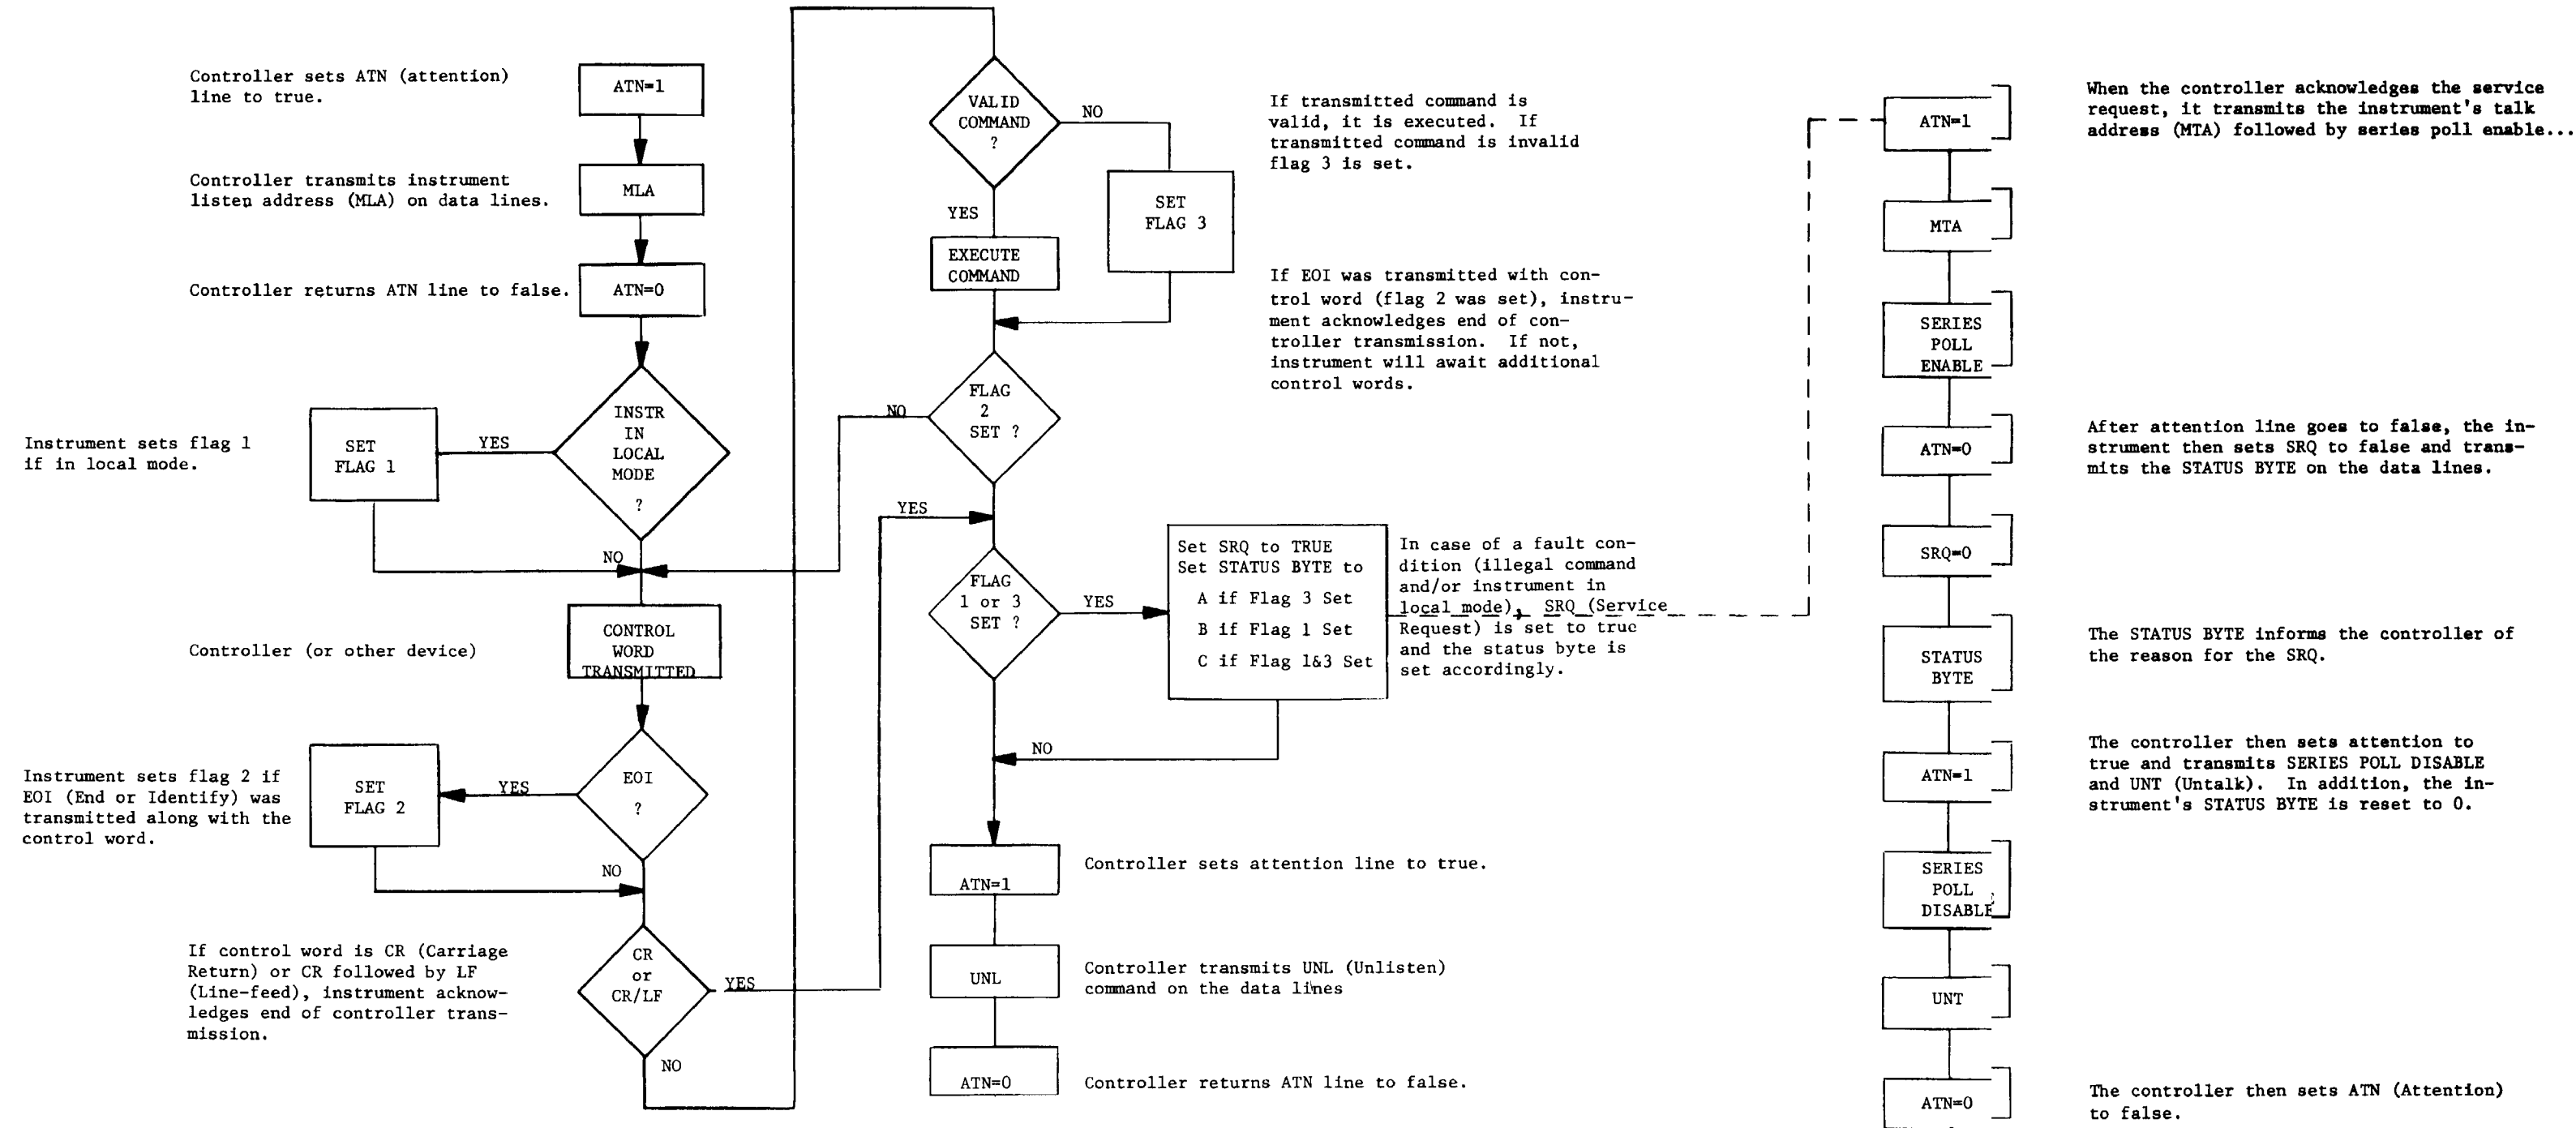 Controller sets ATN (attention)
line to true.
ATN=1
Controller transmits instrument
listen address (MLA) on data lines.
MLA
Controller returns ATN line to false.
ATN=0
INSTR
IN
LOCAL
MODE
?
YES
SET
FLAG 1
Instrument sets flag 1
if in local mode.
NO
Controller (or other device)
CONTROL
WORD
TRANSMITTED
EOI
?
YES
SET
FLAG 2
Instrument sets flag 2 if
EOI (End or Identify) was
transmitted along with the
control word.
NO
If control word is CR (Carriage
Return) or CR followed by LF
(Line-feed), instrument acknow-
ledges end of controller trans-
mission.
CR
or
CR/LF
YES
NO
VALID
COMMAND
?
NO
SET
FLAG 3
YES
EXECUTE
COMMAND
If transmitted command is
valid, it is executed. If
transmitted command is invalid
flag 3 is set.
If EOI was transmitted with con-
trol word (flag 2 was set), instru-
ment acknowledges end of con-
troller transmission. If not,
instrument will await additional
control words.
FLAG
2
SET ?
NO
YES
FLAG
1 or 3
SET ?
YES
Set SRQ to TRUE
Set STATUS BYTE to
A if Flag 3 Set
B if Flag 1 Set
C if Flag 1&3 Set
In case of a fault con-
dition (illegal command
and/or instrument in
local mode), SRQ (Service
Request) is set to true
and the status byte is
set accordingly.
NO
ATN=1
Controller sets attention line to true.
UNL
Controller transmits UNL (Unlisten)
command on the data lines
ATN=0
Controller returns ATN line to false.
ATN=1
When the controller acknowledges the service
request, it transmits the instrument's talk
address (MTA) followed by series poll enable...
MTA
SERIES
POLL
ENABLE
ATN=0
After attention line goes to false, the in-
strument then sets SRQ to false and trans-
mits the STATUS BYTE on the data lines.
SRQ=0
STATUS
BYTE
The STATUS BYTE informs the controller of
the reason for the SRQ.
ATN=1
The controller then sets attention to
true and transmits SERIES POLL DISABLE
and UNT (Untalk). In addition, the in-
strument's STATUS BYTE is reset to 0.
SERIES
POLL
DISABLE
UNT
ATN=0
The controller then sets ATN (Attention)
to false.